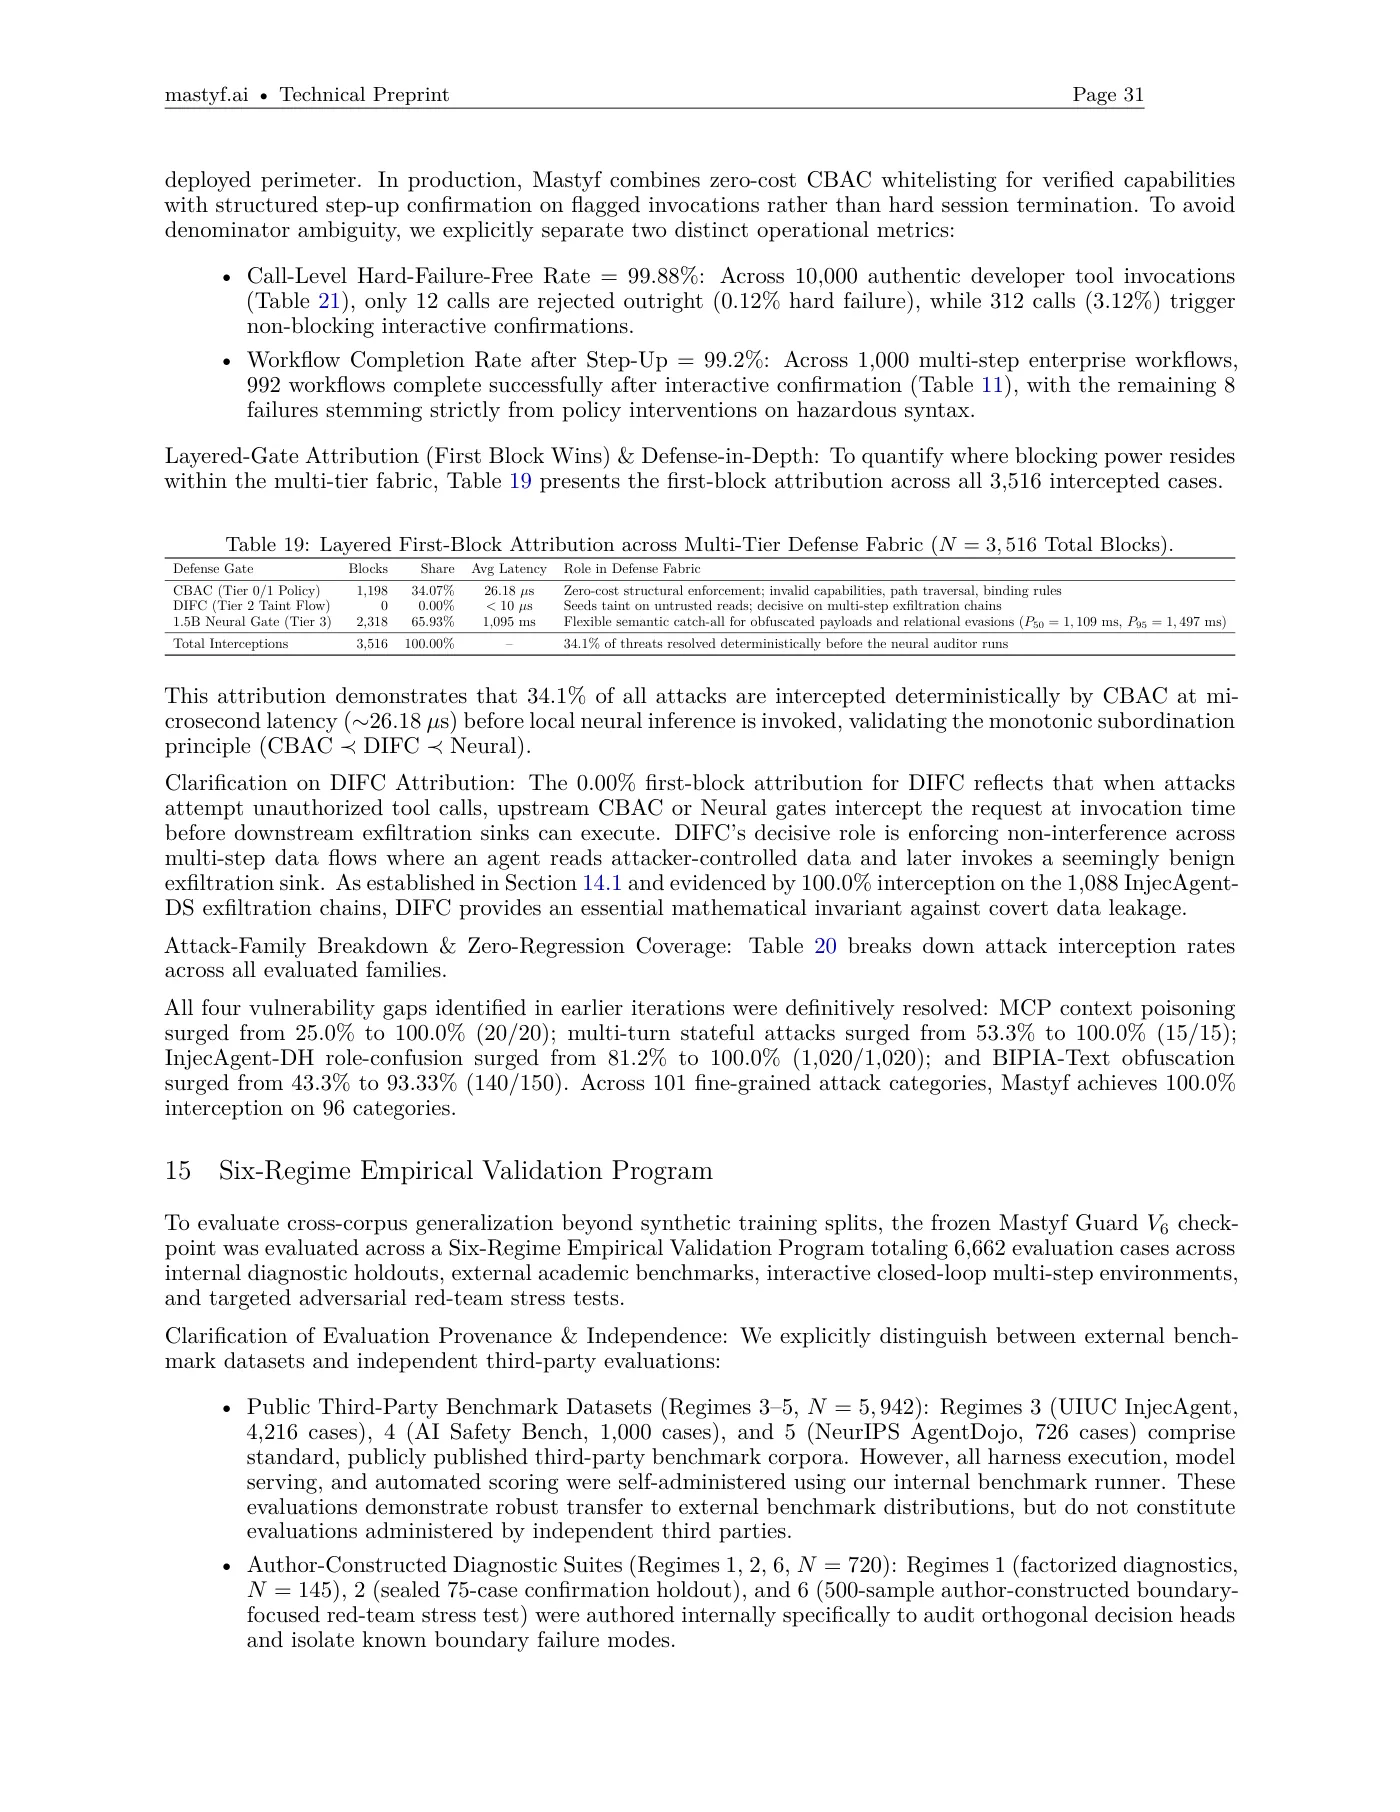 mastyf.ai • Technical Preprint Page 31
deployed perimeter. In production, Mastyf combines zero-cost CBAC whitelisting for verified capabilities
with structured step-up confirmation on flagged invocations rather than hard session termination. To avoid
denominator ambiguity, we explicitly separate two distinct operational metrics:
• Call-Level Hard-Failure-Free Rate = 99.88%: Across 10,000 authentic developer tool invocations
(Table 21), only 12 calls are rejected outright (0.12% hard failure), while 312 calls (3.12%) trigger
non-blocking interactive confirmations.
• Workflow Completion Rate after Step-Up = 99.2%: Across 1,000 multi-step enterprise workflows,
992 workflows complete successfully after interactive confirmation (Table 11), with the remaining 8
failures stemming strictly from policy interventions on hazardous syntax.
Layered-Gate Attribution (First Block Wins) & Defense-in-Depth: To quantify where blocking power resides
within the multi-tier fabric, Table 19 presents the first-block attribution across all 3,516 intercepted cases.
Table 19: Layered First-Block Attribution across Multi-Tier Defense Fabric (N = 3, 516 Total Blocks).
Defense Gate Blocks Share Avg Latency Role in Defense Fabric
CBAC (Tier 0/1 Policy) 1,198 34.07% 26.18 μs Zero-cost structural enforcement; invalid capabilities, path traversal, binding rules
DIFC (Tier 2 Taint Flow) 0 0.00% < 10 μs Seeds taint on untrusted reads; decisive on multi-step exfiltration chains
1.5B Neural Gate (Tier 3) 2,318 65.93% 1,095 ms Flexible semantic catch-all for obfuscated payloads and relational evasions (P50 = 1, 109 ms, P95 = 1, 497 ms)
Total Interceptions 3,516 100.00% – 34.1% of threats resolved deterministically before the neural auditor runs
This attribution demonstrates that 34.1% of all attacks are intercepted deterministically by CBAC at mi-
crosecond latency (∼26.18 μs) before local neural inference is invoked, validating the monotonic subordination
principle (CBAC ≺ DIFC ≺ Neural).
Clarification on DIFC Attribution: The 0.00% first-block attribution for DIFC reflects that when attacks
attempt unauthorized tool calls, upstream CBAC or Neural gates intercept the request at invocation time
before downstream exfiltration sinks can execute. DIFC's decisive role is enforcing non-interference across
multi-step data flows where an agent reads attacker-controlled data and later invokes a seemingly benign
exfiltration sink. As established in Section 14.1 and evidenced by 100.0% interception on the 1,088 InjecAgent-
DS exfiltration chains, DIFC provides an essential mathematical invariant against covert data leakage.
Attack-Family Breakdown & Zero-Regression Coverage: Table 20 breaks down attack interception rates
across all evaluated families.
All four vulnerability gaps identified in earlier iterations were definitively resolved: MCP context poisoning
surged from 25.0% to 100.0% (20/20); multi-turn stateful attacks surged from 53.3% to 100.0% (15/15);
InjecAgent-DH role-confusion surged from 81.2% to 100.0% (1,020/1,020); and BIPIA-Text obfuscation
surged from 43.3% to 93.33% (140/150). Across 101 fine-grained attack categories, Mastyf achieves 100.0%
interception on 96 categories.
15 Six-Regime Empirical Validation Program
To evaluate cross-corpus generalization beyond synthetic training splits, the frozen Mastyf Guard V6 check-
point was evaluated across a Six-Regime Empirical Validation Program totaling 6,662 evaluation cases across
internal diagnostic holdouts, external academic benchmarks, interactive closed-loop multi-step environments,
and targeted adversarial red-team stress tests.
Clarification of Evaluation Provenance & Independence: We explicitly distinguish between external bench-
mark datasets and independent third-party evaluations:
• Public Third-Party Benchmark Datasets (Regimes 3–5, N = 5, 942): Regimes 3 (UIUC InjecAgent,
4,216 cases), 4 (AI Safety Bench, 1,000 cases), and 5 (NeurIPS AgentDojo, 726 cases) comprise
standard, publicly published third-party benchmark corpora. However, all harness execution, model
serving, and automated scoring were self-administered using our internal benchmark runner. These
evaluations demonstrate robust transfer to external benchmark distributions, but do not constitute
evaluations administered by independent third parties.
• Author-Constructed Diagnostic Suites (Regimes 1, 2, 6, N = 720): Regimes 1 (factorized diagnostics,
N = 145), 2 (sealed 75-case confirmation holdout), and 6 (500-sample author-constructed boundary-
focused red-team stress test) were authored internally specifically to audit orthogonal decision heads
and isolate known boundary failure modes.